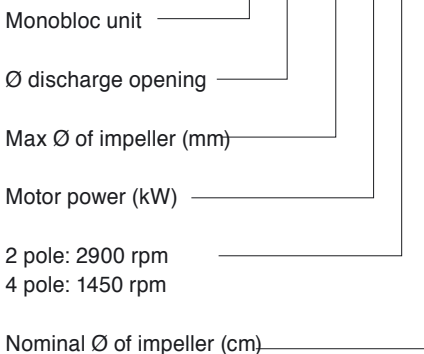 Monobloc unit
Ø discharge opening
Max Ø of impeller (mm)
Motor power (kW)
2 pole: 2900 rpm
4 pole: 1450 rpm
Nominal Ø of impeller (cm)